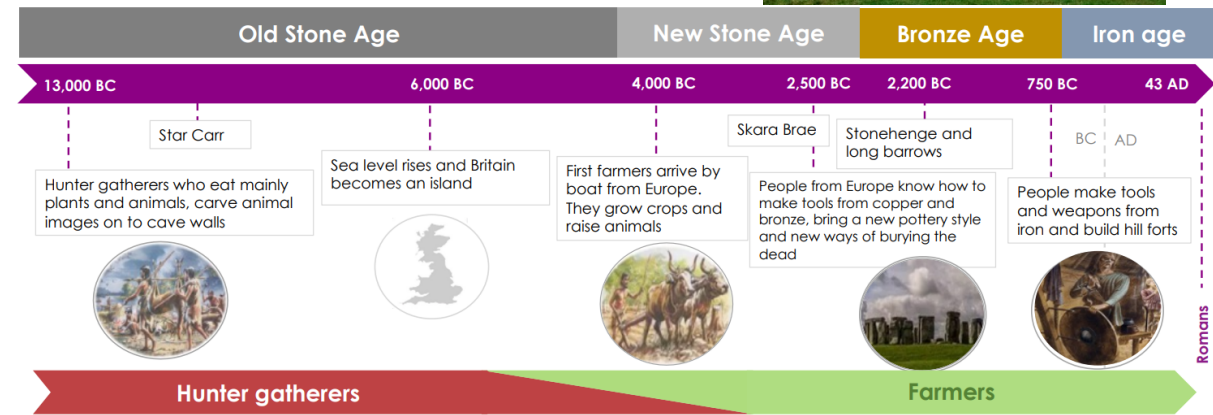 Old Stone Age
New Stone Age
Bronze Age
Iron age
13,000 BC
6,000 BC
4,000 BC
2,500 BC
2,200 BC
750 BC
43 AD
Star Carr
Hunter gatherers who eat mainly
plants and animals, carve animal
images on to cave walls
Sea level rises and Britain
becomes an island
First farmers arrive by
boat from Europe.
They grow crops and
raise animals
Skara Brae
People from Europe know how to
make tools from copper and
bronze, bring a new pottery style
and new ways of burying the
dead
Stonehenge and
long barrows
BC
AD
People make tools
and weapons from
iron and build hill forts
Romans
Hunter gatherers
Farmers